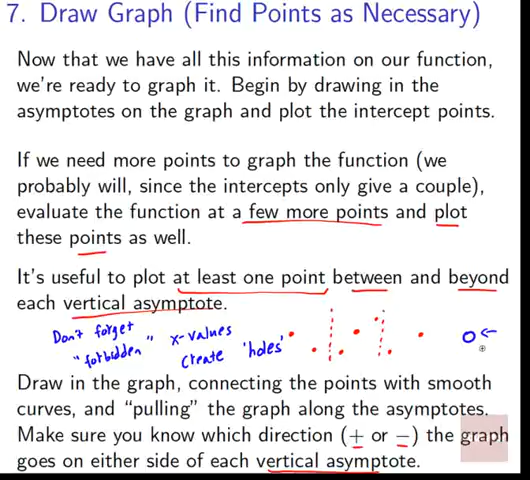 7. Draw Graph (Find Points as Necessary)
Now that we have all this information on our function,
we're ready to graph it. Begin by drawing in the
asymptotes on the graph and plot the intercept points.
If we need more points to graph the function (we
probably will, since the intercepts only give a couple),
evaluate the function at a few more points and plot
these points as well.
It's useful to plot at least one point between and beyond
each vertical asymptote.
Don't forget
"forbidden" x-values
create 'holes'
Draw in the graph, connecting the points with smooth
curves, and “pulling” the graph along the asymptotes.
Make sure you know which direction (+ or −) the graph
goes on either side of each vertical asymptote.